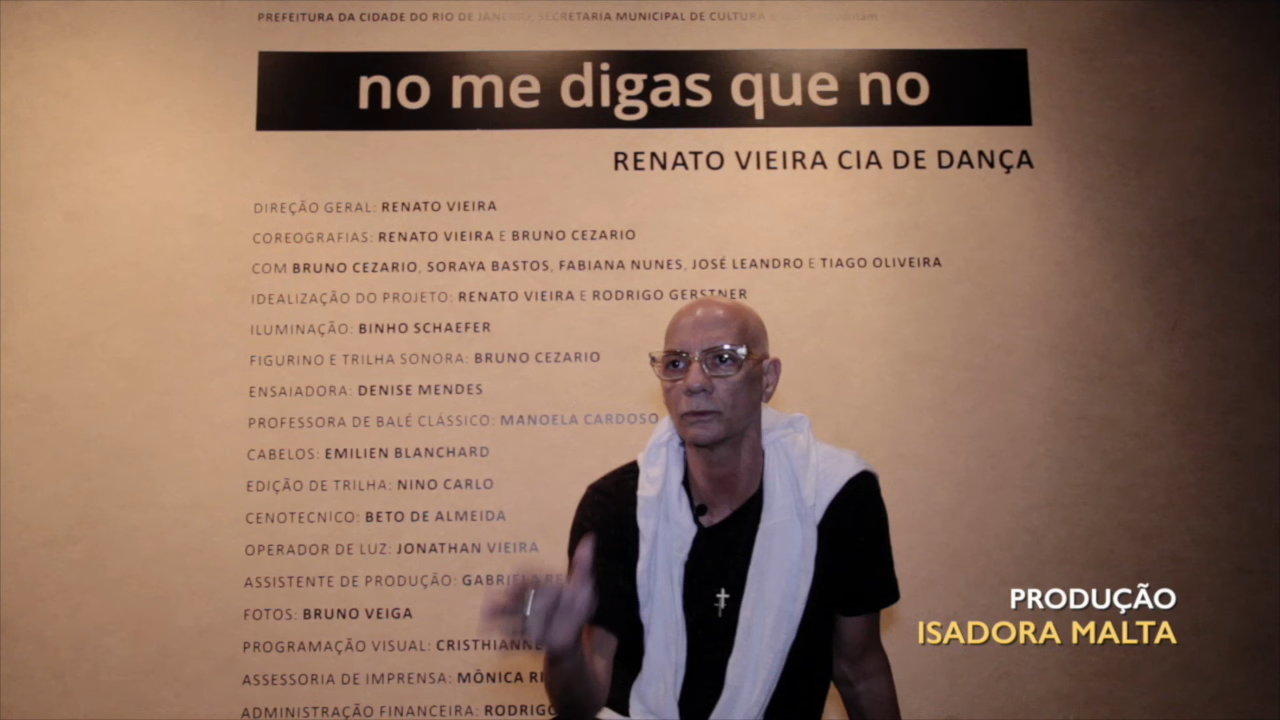 PREFEITURA DA CIDADE DO RIO DE JANEIRO, SECRETARIA MUNICIPAL DE CULTURA
no me digas que no
RENATO VIEIRA CIA DE DANÇA
DIREÇÃO GERAL: RENATO VIEIRA
COREOGRAFIAS: RENATO VIEIRA E BRUNO CEZARIO
COM BRUNO CEZARIO, SORAYA BASTOS, FABIANA NUNES, JOSÉ LEANDRO E TIAGO OLIVEIRA
IDEALIZAÇÃO DO PROJETO: RENATO VIEIRA E RODRIGO GERSTNER
ILUMINAÇÃO: BINHO SCHAEFER
FIGURINO E TRILHA SONORA: BRUNO CEZARIO
ENSAIADORA: DENISE MENDES
PROFESSORA DE BALÉ CLÁSSICO: MANOELA CARDOSO
CABELOS: EMILIEN BLANCHARD
EDIÇÃO DE TRILHA: NINO CARLO
CENOTECNICO: BETO DE ALMEIDA
OPERADOR DE LUZ: JONATHAN VIEIRA
ASSISTENTE DE PRODUÇÃO: GABRIELA
FOTOS: BRUNO VEIGA
PROGRAMAÇÃO VISUAL: CRISTHIANNE
ASSESSORIA DE IMPRENSA: MÔNICA
ADMINISTRAÇÃO FINANCEIRA: RODRIGO
PRODUÇÃO
ISADORA MALTA